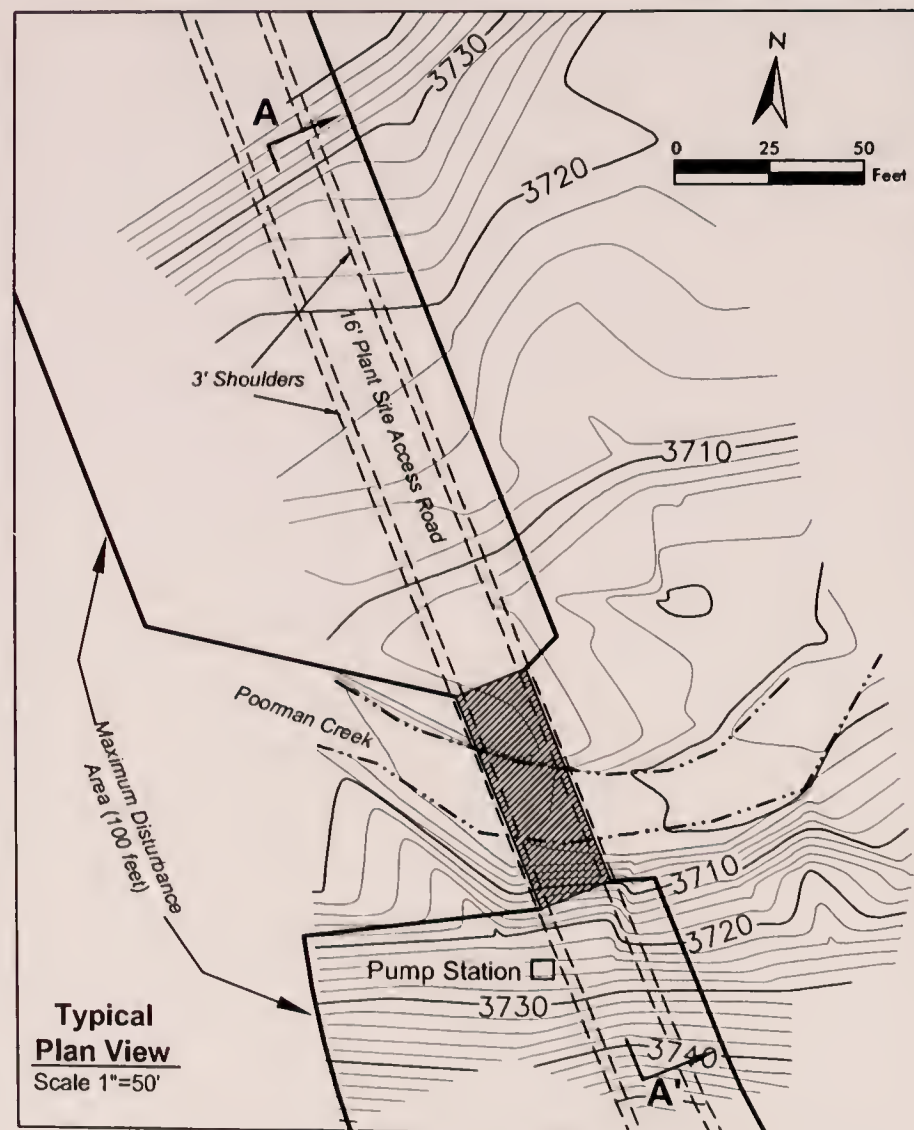 N
3730
A
0 25 50
Feet
3720
16' Plant Site Access Road
3' Shoulders
3710
Poorman Creek
Maximum Disturbance
Area (100 feet)
3710
3720
Pump Station
3730
3740
A'
Typical
Plan View
Scale 1"=50'